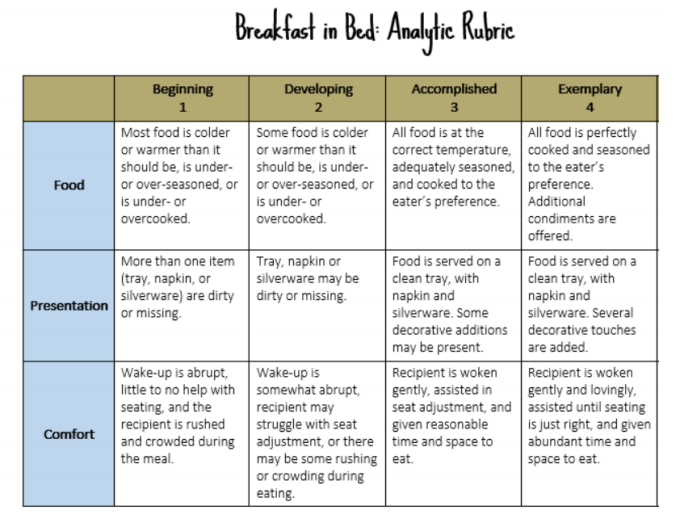 Breakfast in Bed: Analytic Rubric
Beginning
1
Developing
2
Accomplished
3
Exemplary
4
Food
Most food is colder
or warmer than it
should be, is under-
or over-seasoned, or
is under- or
overcooked.
Some food is colder
or warmer than it
should be, is under-
or over-seasoned, or
is under- or
overcooked.
All food is at the
correct temperature,
adequately seasoned,
and cooked to the
eater's preference.
All food is perfectly
cooked and seasoned
to the eater's
preference.
Additional
condiments are
offered.
Presentation
More than one item
(tray, napkin, or
silverware) are dirty
or missing.
Tray, napkin or
silverware may be
dirty or missing.
Food is served on a
clean tray, with
napkin and
silverware. Some
decorative additions
may be present.
Food is served on a
clean tray, with
napkin and
silverware. Several
decorative touches
are added.
Comfort
Wake-up is abrupt,
little to no help with
seating, and the
recipient is rushed
and crowded during
the meal.
Wake-up is
somewhat abrupt,
recipient may
struggle with seat
adjustment, or there
may be some rushing
or crowding during
eating.
Recipient is woken
gently, assisted in
seat adjustment, and
given reasonable
time and space to
eat.
Recipient is woken
gently and lovingly,
assisted until seating
is just right, and given
abundant time and
space to eat.